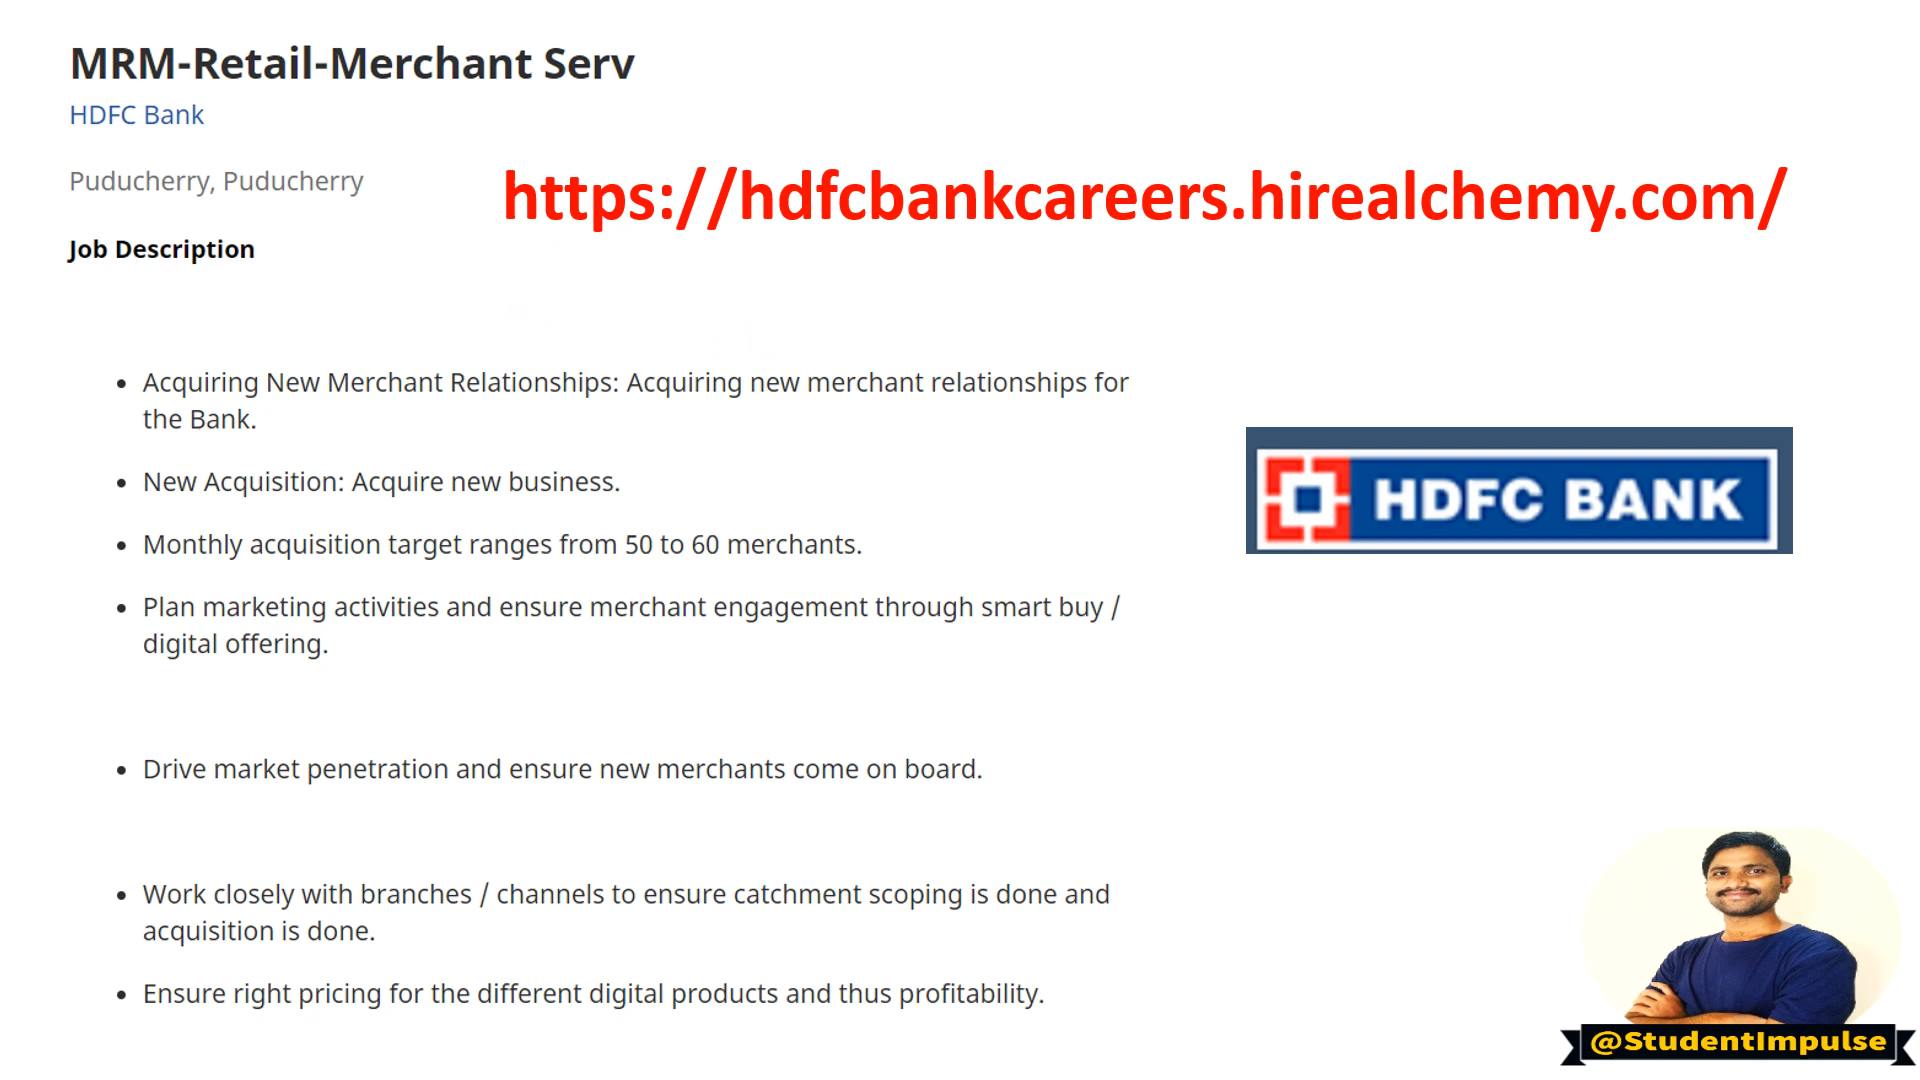 MRM-Retail-Merchant Serv
HDFC Bank
Puducherry, Puducherry
https://hdfcbankcareers.hirealchemy.com/
Job Description
• Acquiring New Merchant Relationships: Acquiring new merchant relationships for
the Bank.
• New Acquisition: Acquire new business.
• Monthly acquisition target ranges from 50 to 60 merchants.
• Plan marketing activities and ensure merchant engagement through smart buy /
digital offering.
• Drive market penetration and ensure new merchants come on board.
• Work closely with branches / channels to ensure catchment scoping is done and
acquisition is done.
• Ensure right pricing for the different digital products and thus profitability.
HDFC BANK
@StudentImpulse